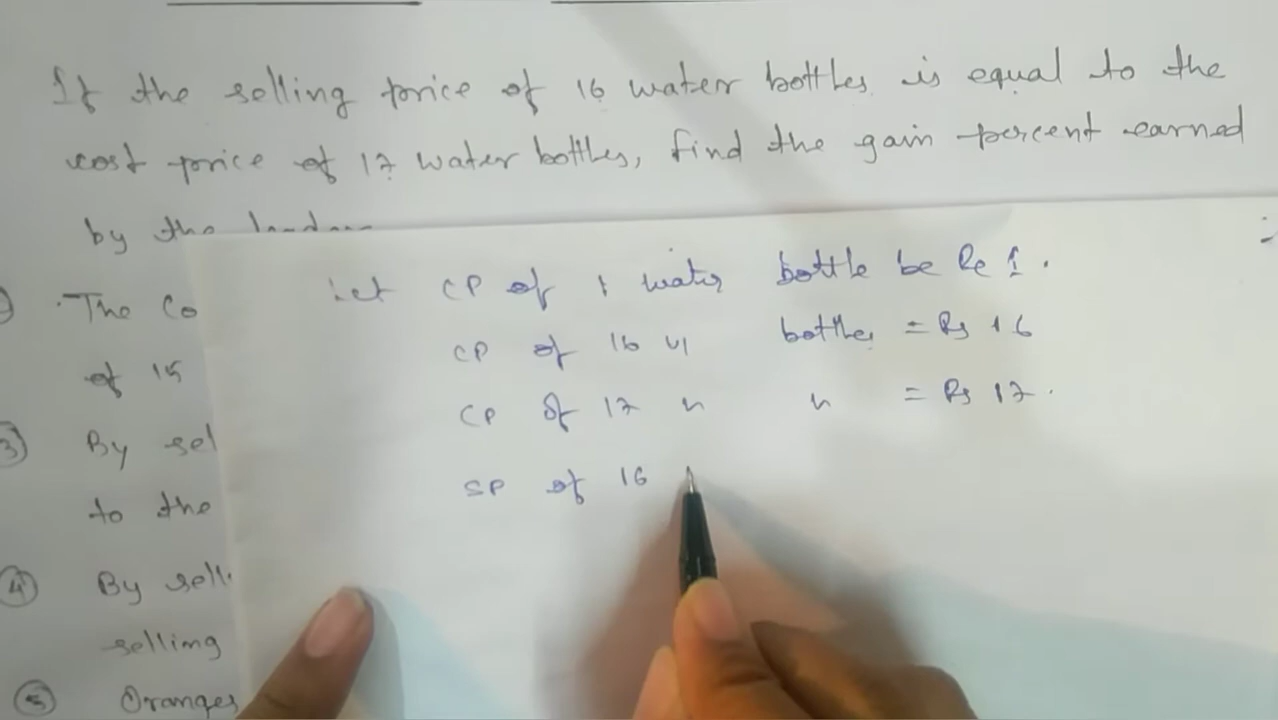 If the selling price of 16 water bottles is equal to the
cost price of 17 water bottles, find the gain percent earned
by the
Let CP of 1 water bottle be Re 1.
The Co
CP of 16 " bottles = Rs 16
of 15
CP of 17 " " = Rs 17.
3 By sel
SP of 16
to the
4 By sell
selling
5 Oranges